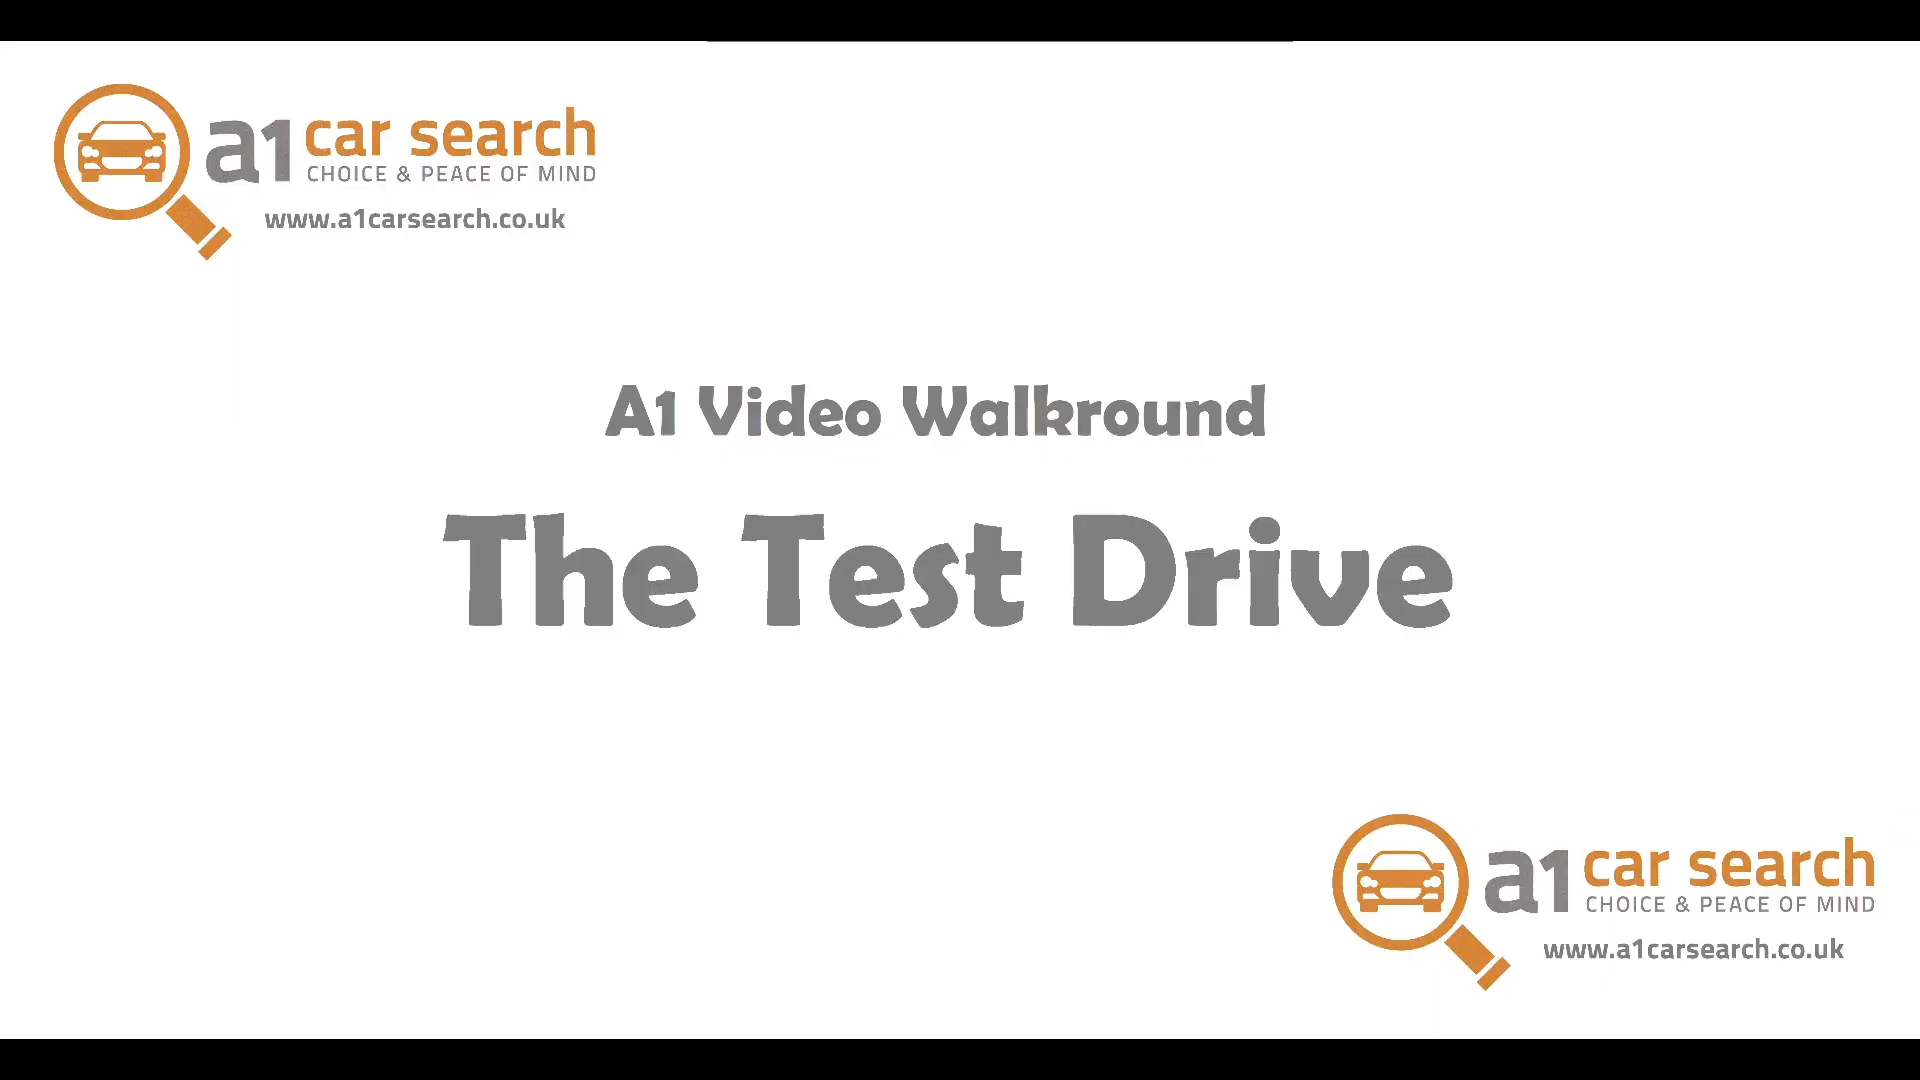 a1 car search
CHOICE & PEACE OF MIND
www.a1carsearch.co.uk
A1 Video Walkround
The Test Drive
a1 car search
CHOICE & PEACE OF MIND
www.a1carsearch.co.uk